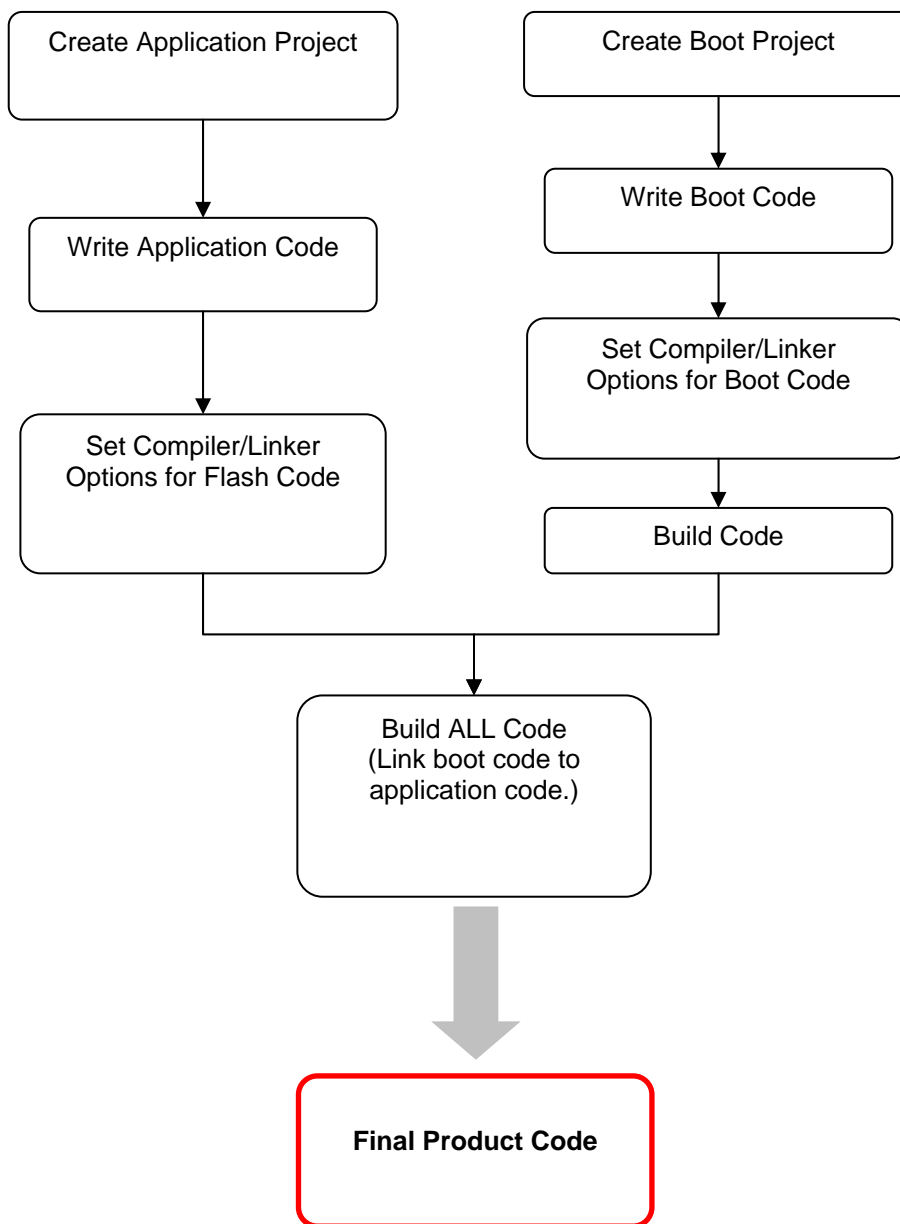 Create Application Project
Create Boot Project
Write Application Code
Write Boot Code
Set Compiler/Linker
Options for Flash Code
Set Compiler/Linker
Options for Boot Code
Build Code
Build ALL Code
(Link boot code to
application code.)
Final Product Code